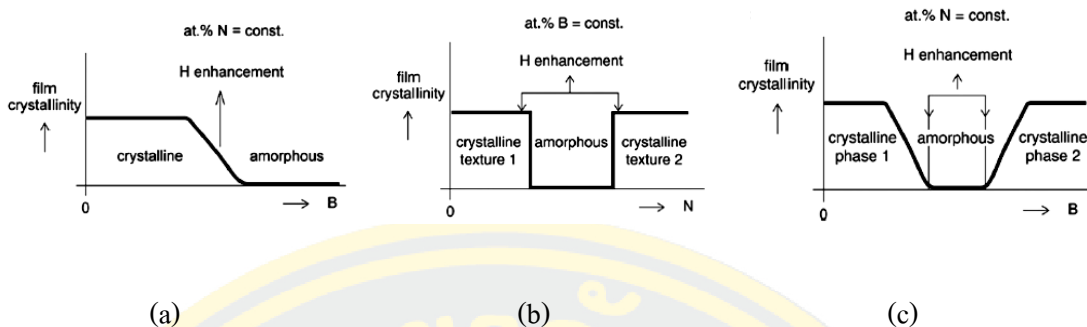 at.% N = const.
H enhancement
film
crystallinity
crystalline
amorphous
0
B
(a)
at.% B = const.
H enhancement
film
crystallinity
crystalline
texture 1
amorphous
crystalline
texture 2
0
N
(b)
at.% N = const.
H enhancement
film
crystallinity
crystalline
phase 1
amorphous
crystalline
phase 2
0
B
(c)